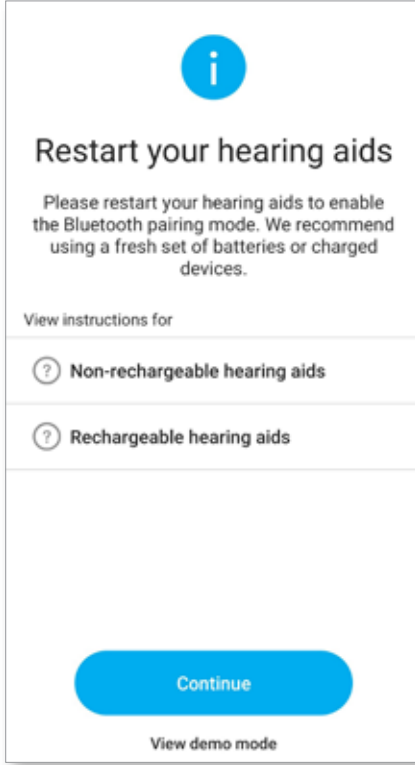 i
Restart your hearing aids
Please restart your hearing aids to enable
the Bluetooth pairing mode. We recommend
using a fresh set of batteries or charged
devices.
View instructions for
? Non-rechargeable hearing aids
? Rechargeable hearing aids
Continue
View demo mode